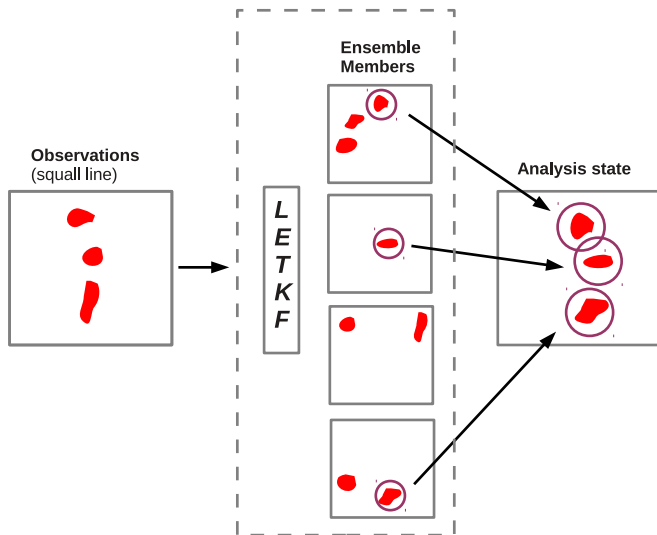 Ensemble
Members
Observations
(squall line)
Analysis state
L
E
T
K
F